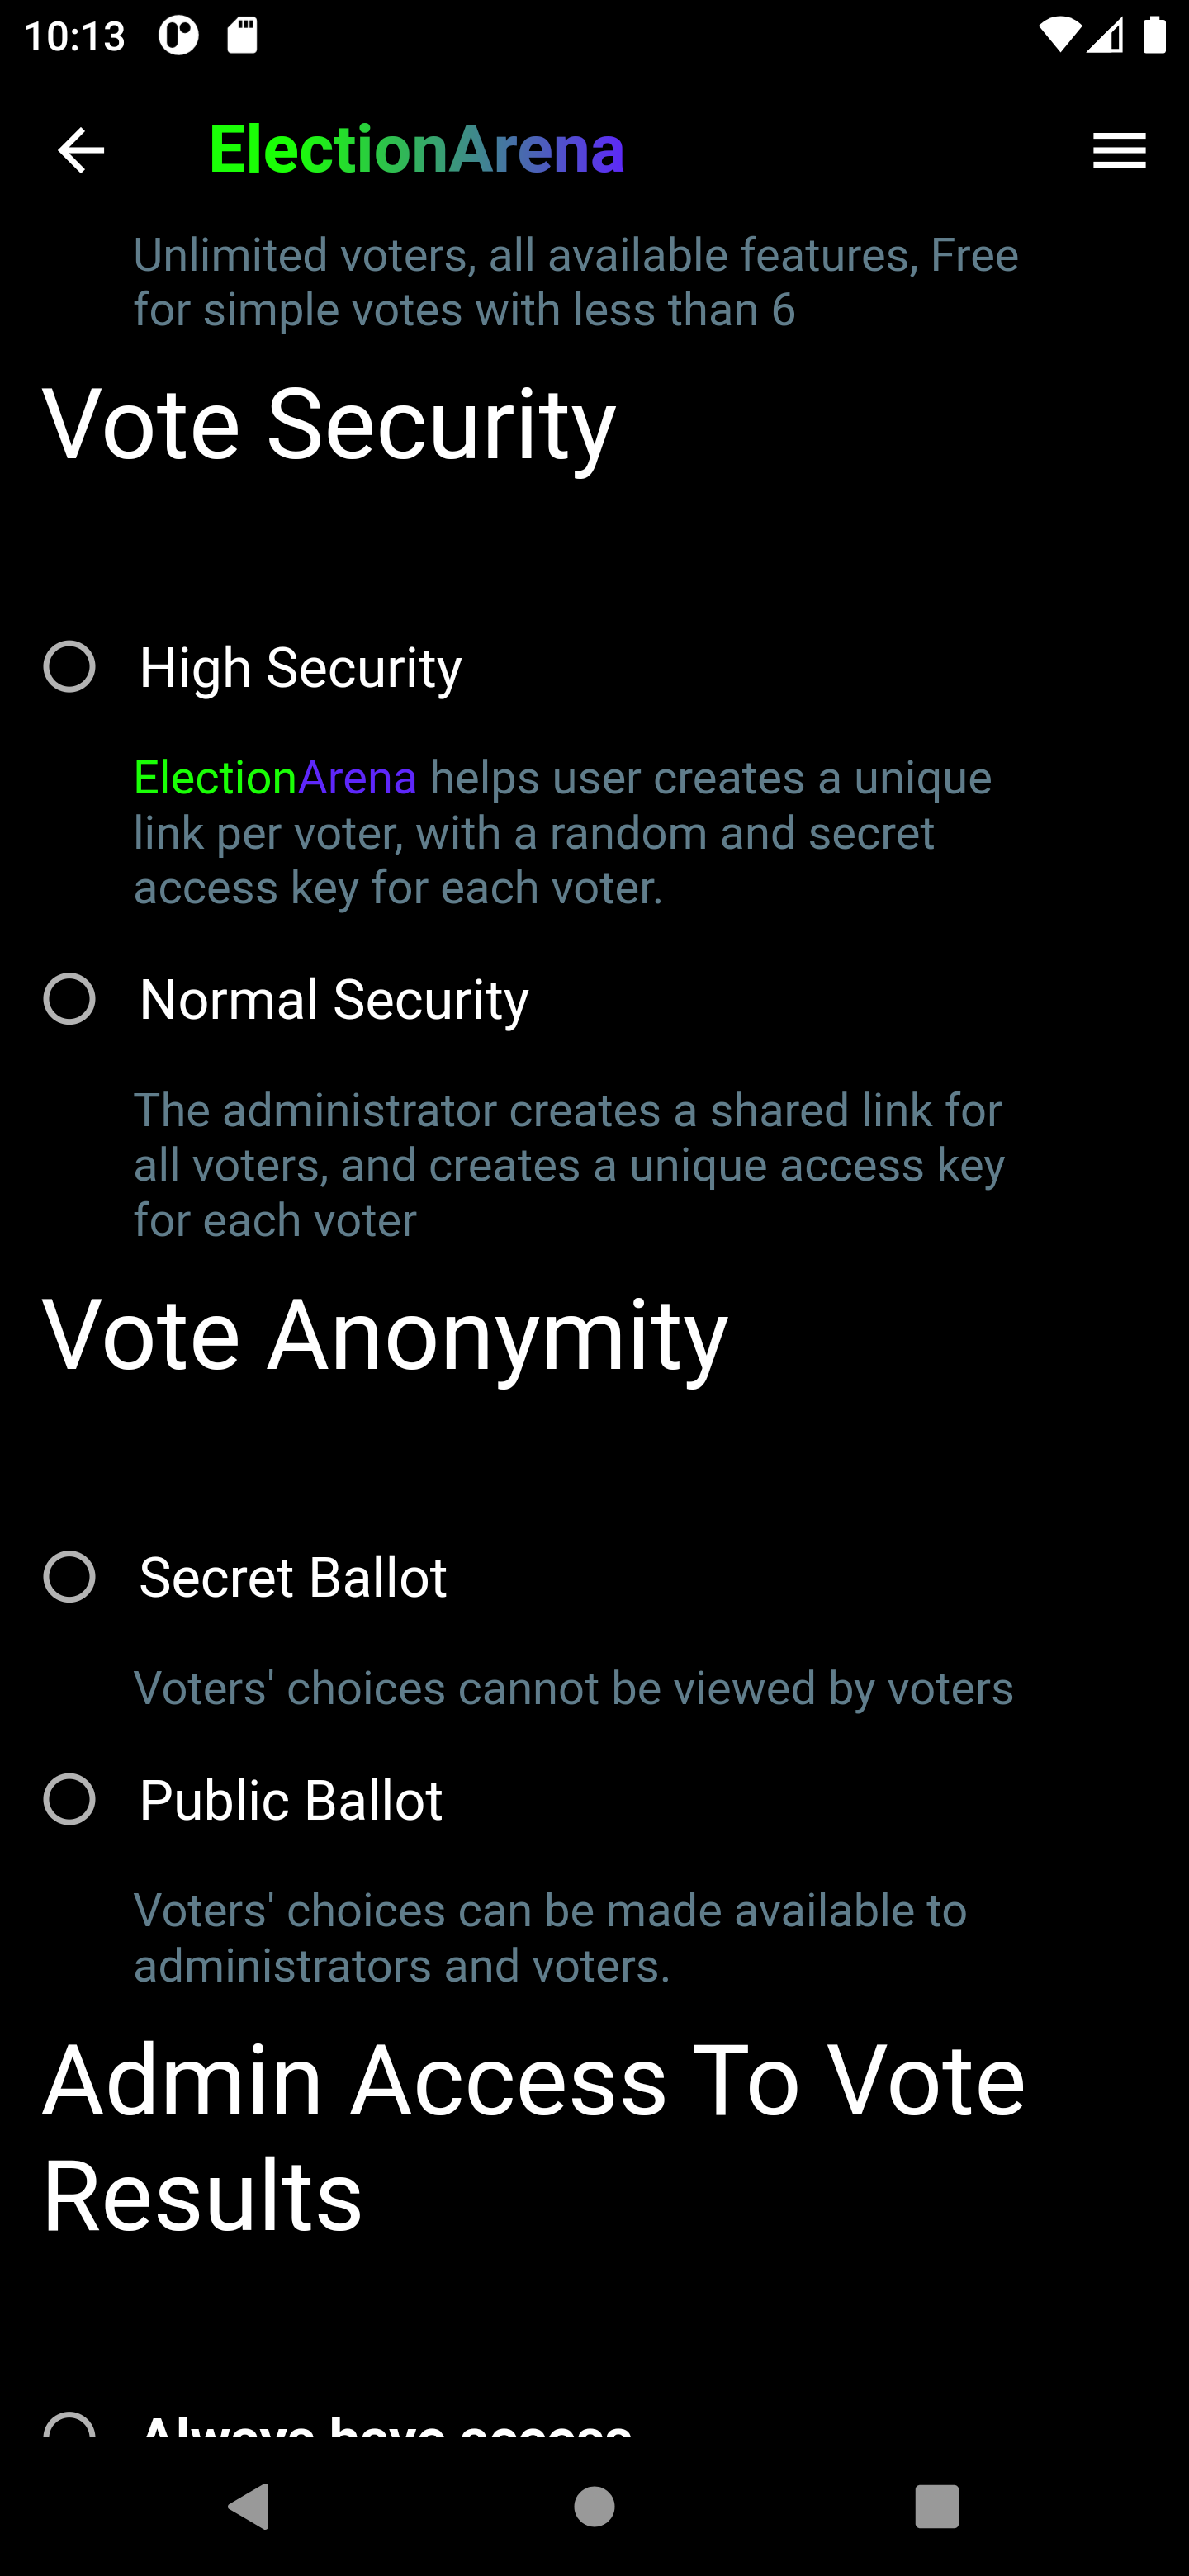 10:13
ElectionArena
Unlimited voters, all available features, Free
for simple votes with less than 6
Vote Security
High Security
ElectionArena helps user creates a unique
link per voter, with a random and secret
access key for each voter.
Normal Security
The administrator creates a shared link for
all voters, and creates a unique access key
for each voter
Vote Anonymity
Secret Ballot
Voters' choices cannot be viewed by voters
Public Ballot
Voters' choices can be made available to
administrators and voters.
Admin Access To Vote
Results
Always have access